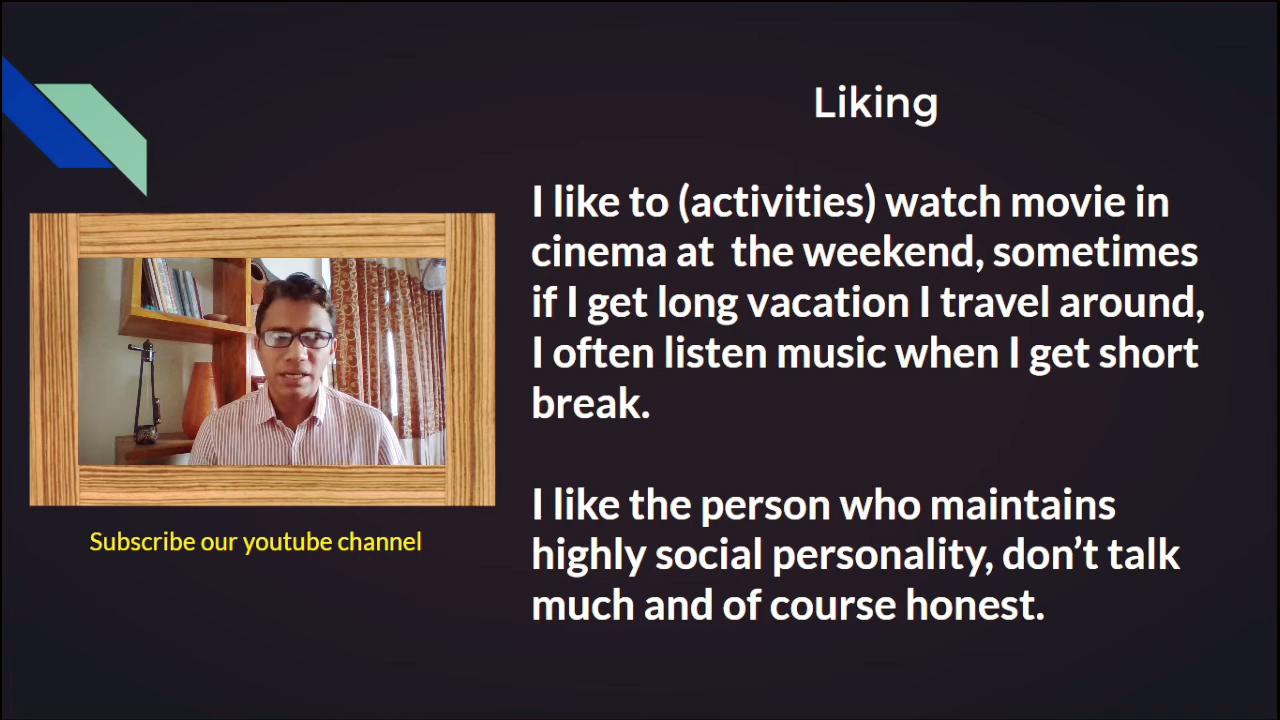 Liking
I like to (activities) watch movie in
cinema at  the weekend, sometimes
if I get long vacation I travel around,
I often listen music when I get short
break.
I like the person who maintains
highly social personality, don’t talk
much and of course honest.
Subscribe our youtube channel